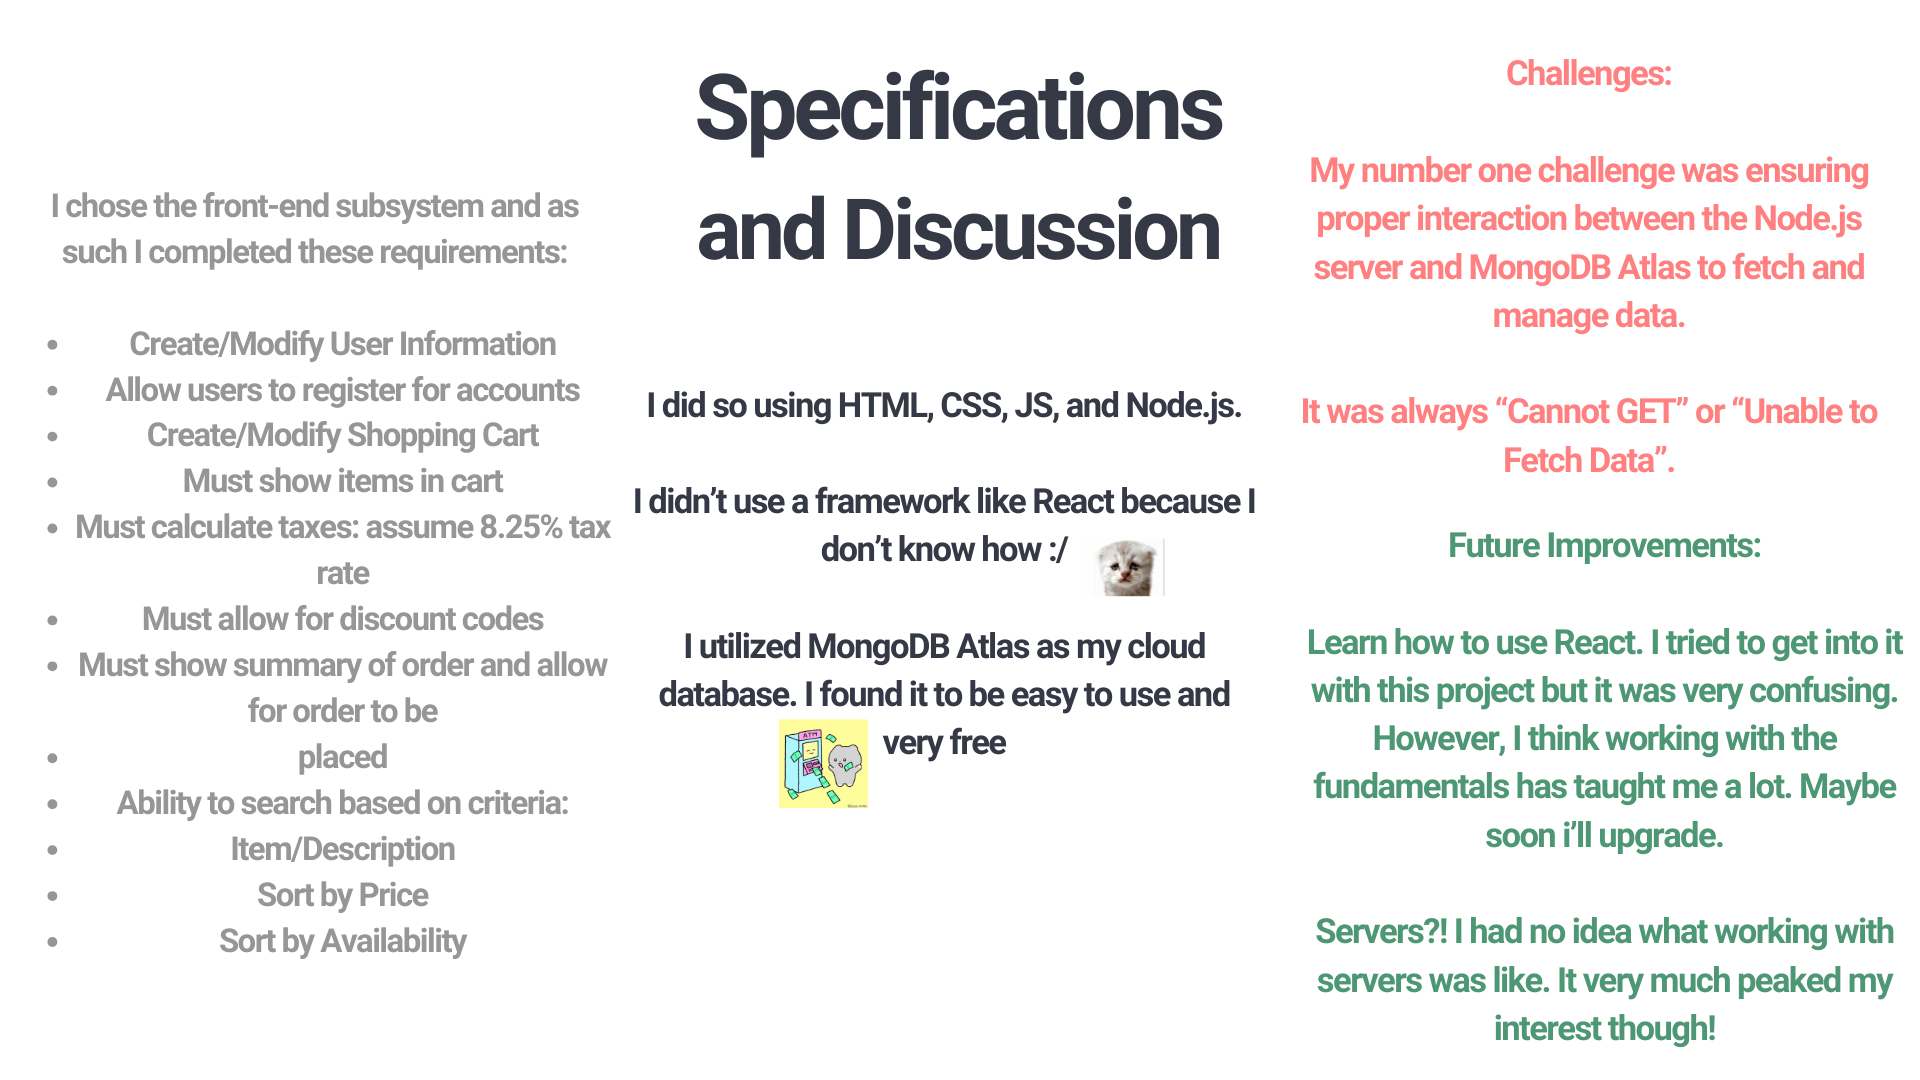 Specifications
and Discussion
I chose the front-end subsystem and as
such I completed these requirements:
• Create/Modify User Information
• Allow users to register for accounts
• Create/Modify Shopping Cart
• Must show items in cart
• Must calculate taxes: assume 8.25% tax
rate
• Must allow for discount codes
• Must show summary of order and allow
for order to be
• placed
• Ability to search based on criteria:
• Item/Description
• Sort by Price
• Sort by Availability
I did so using HTML, CSS, JS, and Node.js.
I didn’t use a framework like React because I
don’t know how :/
I utilized MongoDB Atlas as my cloud
database. I found it to be easy to use and
very free
ATM
Challenges:
My number one challenge was ensuring
proper interaction between the Node.js
server and MongoDB Atlas to fetch and
manage data.
It was always “Cannot GET” or “Unable to
Fetch Data”.
Future Improvements:
Learn how to use React. I tried to get into it
with this project but it was very confusing.
However, I think working with the
fundamentals has taught me a lot. Maybe
soon i’ll upgrade.
Servers?! I had no idea what working with
servers was like. It very much peaked my
interest though!